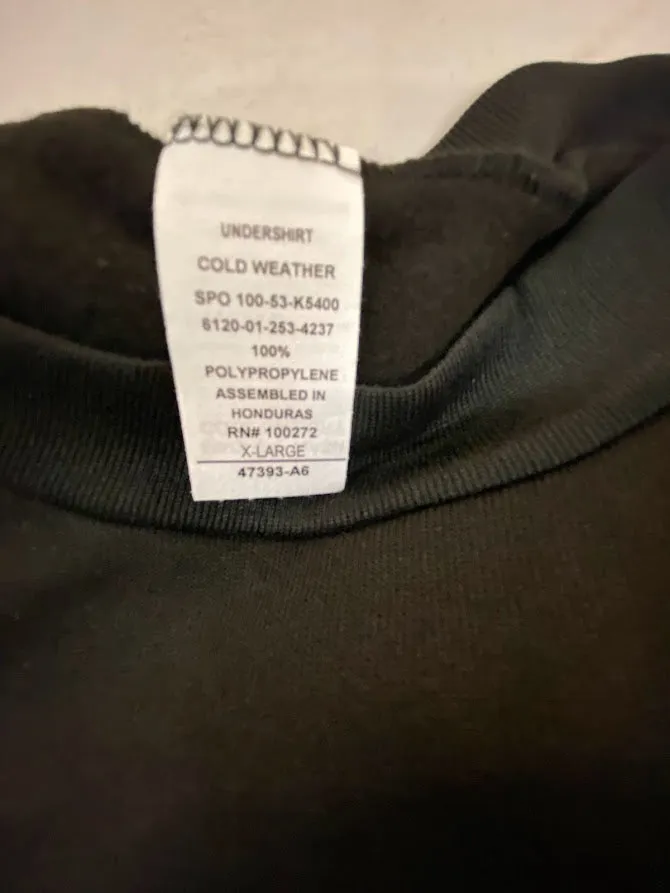 UNDERSHIRT
COLD WEATHER
SPO 100-53-K5400
6120-01-253-4237
100%
POLYPROPYLENE
ASSEMBLED IN
HONDURAS
RN# 100272
X-LARGE
47393-A6